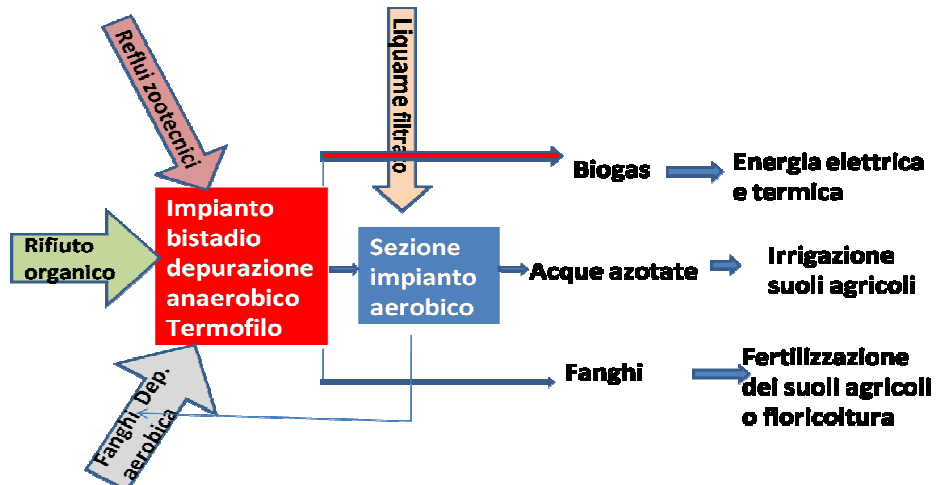 Reflui zootecnici
Liquame filtrato
Biogas
Energia elettrica
e termica
Rifiuto
organico
Impianto
bistadio
depurazione
anaerobico
Termofilo
Sezione
impianto
aerobico
Acque azotate
Irrigazione
suoli agricoli
Fanghi Dep.
aerobica
Fanghi
Fertilizzazione
dei suoli agricoli
o floricoltura